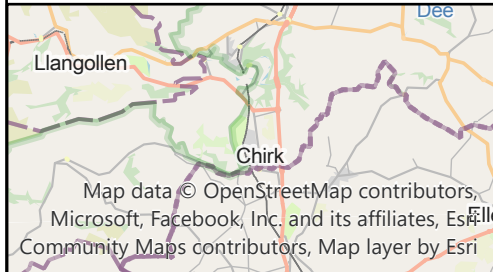 Dee
Llangollen
Chirk
Map data © OpenStreetMap contributors,
Microsoft, Facebook, Inc. and its affiliates, Esri
Community Maps contributors, Map layer by Esri